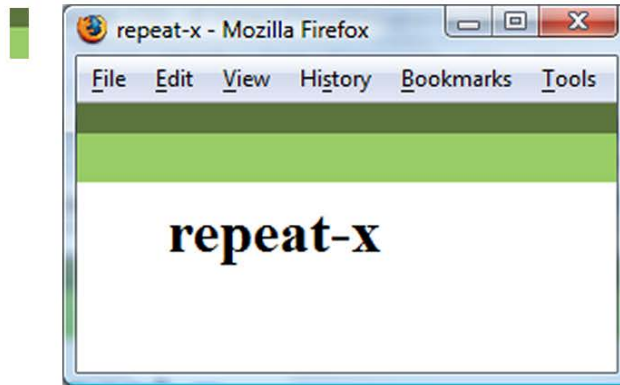 repeat-x - Mozilla Firefox
File Edit View History Bookmarks Tools
repeat-x